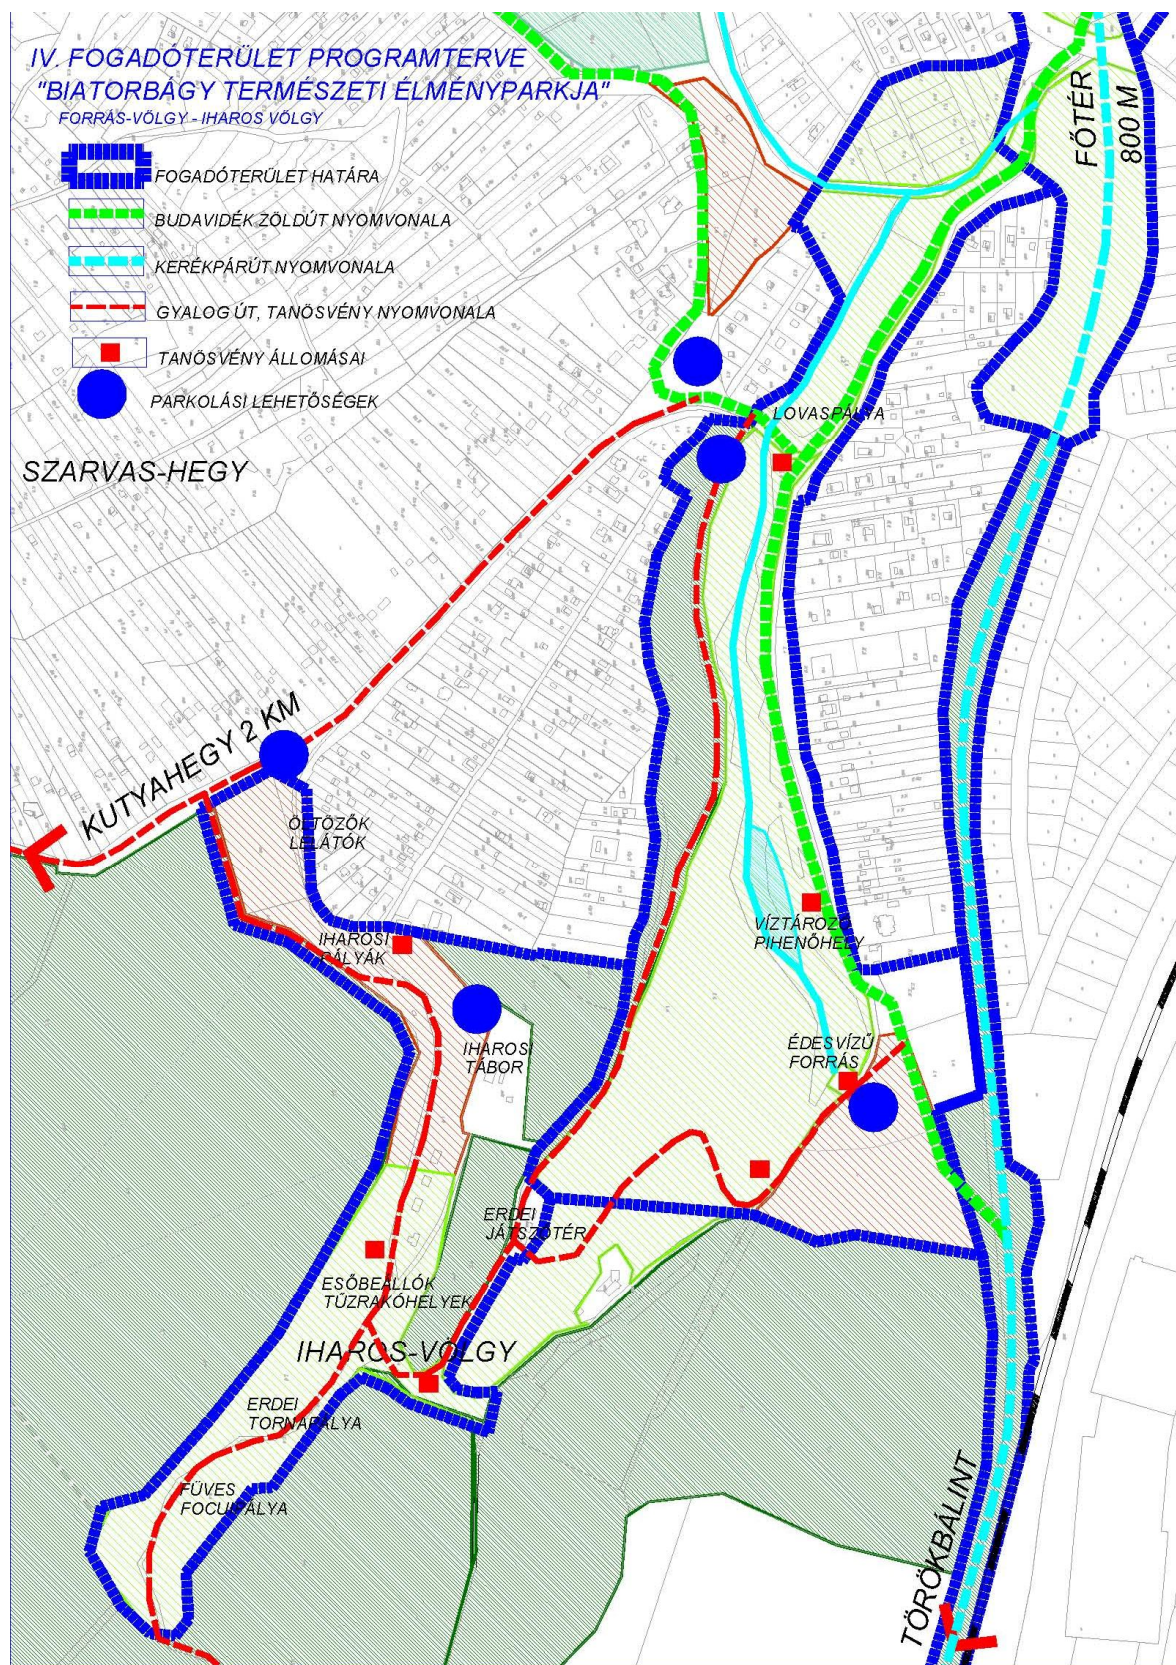 IV. FOGADÓTERÜLET PROGRAMTERVE
"BIATORBÁGY TERMÉSZETI ÉLMÉNYPARKJA"
FORRÁS-VÖLGY - IHAROS VÖLGY
FOGADÓTERÜLET HATÁRA
BUDAVIDÉK ZÖLDÚT NYOMVONALA
KERÉKPÁRÚT NYOMVONALA
GYALOG ÚT, TANÖSVÉNY NYOMVONALA
TANÖSVÉNY ÁLLOMÁSAI
PARKOLÁSI LEHETŐSÉGEK
FŐTÉR
800 M
LOVASPÁLYA
SZARVAS-HEGY
KUTYAHEGY 2 KM
ÖLTÖZŐK
LELÁTÓK
IHAROSI
PÁLYÁK
VÍZTÁROZÓ
PIHENŐHELY
IHAROSI
TÁBOR
ÉDESVÍZŰ
FORRÁS
ERDEI
JÁTSZÓTÉR
ESŐBEÁLLÓK
TŰZRAKÓHELYEK
IHAROS-VÖLGY
ERDEI
TORNAPÁLYA
FÜVES
FOCIPÁLYA
TÖRÖKBÁLINT